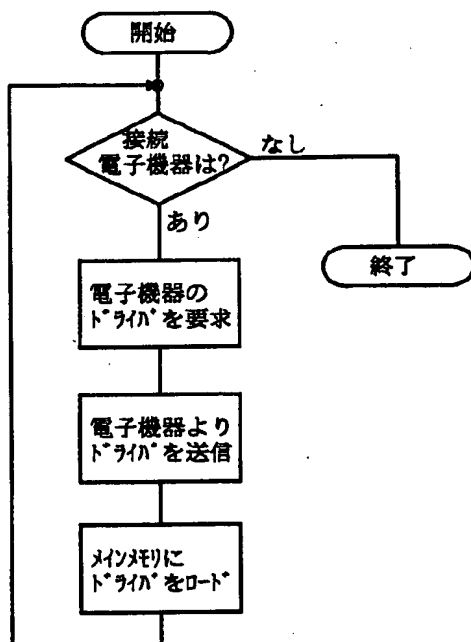 開始
接続
電子機器は?
なし
あり
終了
電子機器の
ﾄﾞﾗｲﾊﾞを要求
電子機器より
ﾄﾞﾗｲﾊﾞを送信
ﾒｲﾝﾒﾓﾘに
ﾄﾞﾗｲﾊﾞをﾛｰﾄﾞ